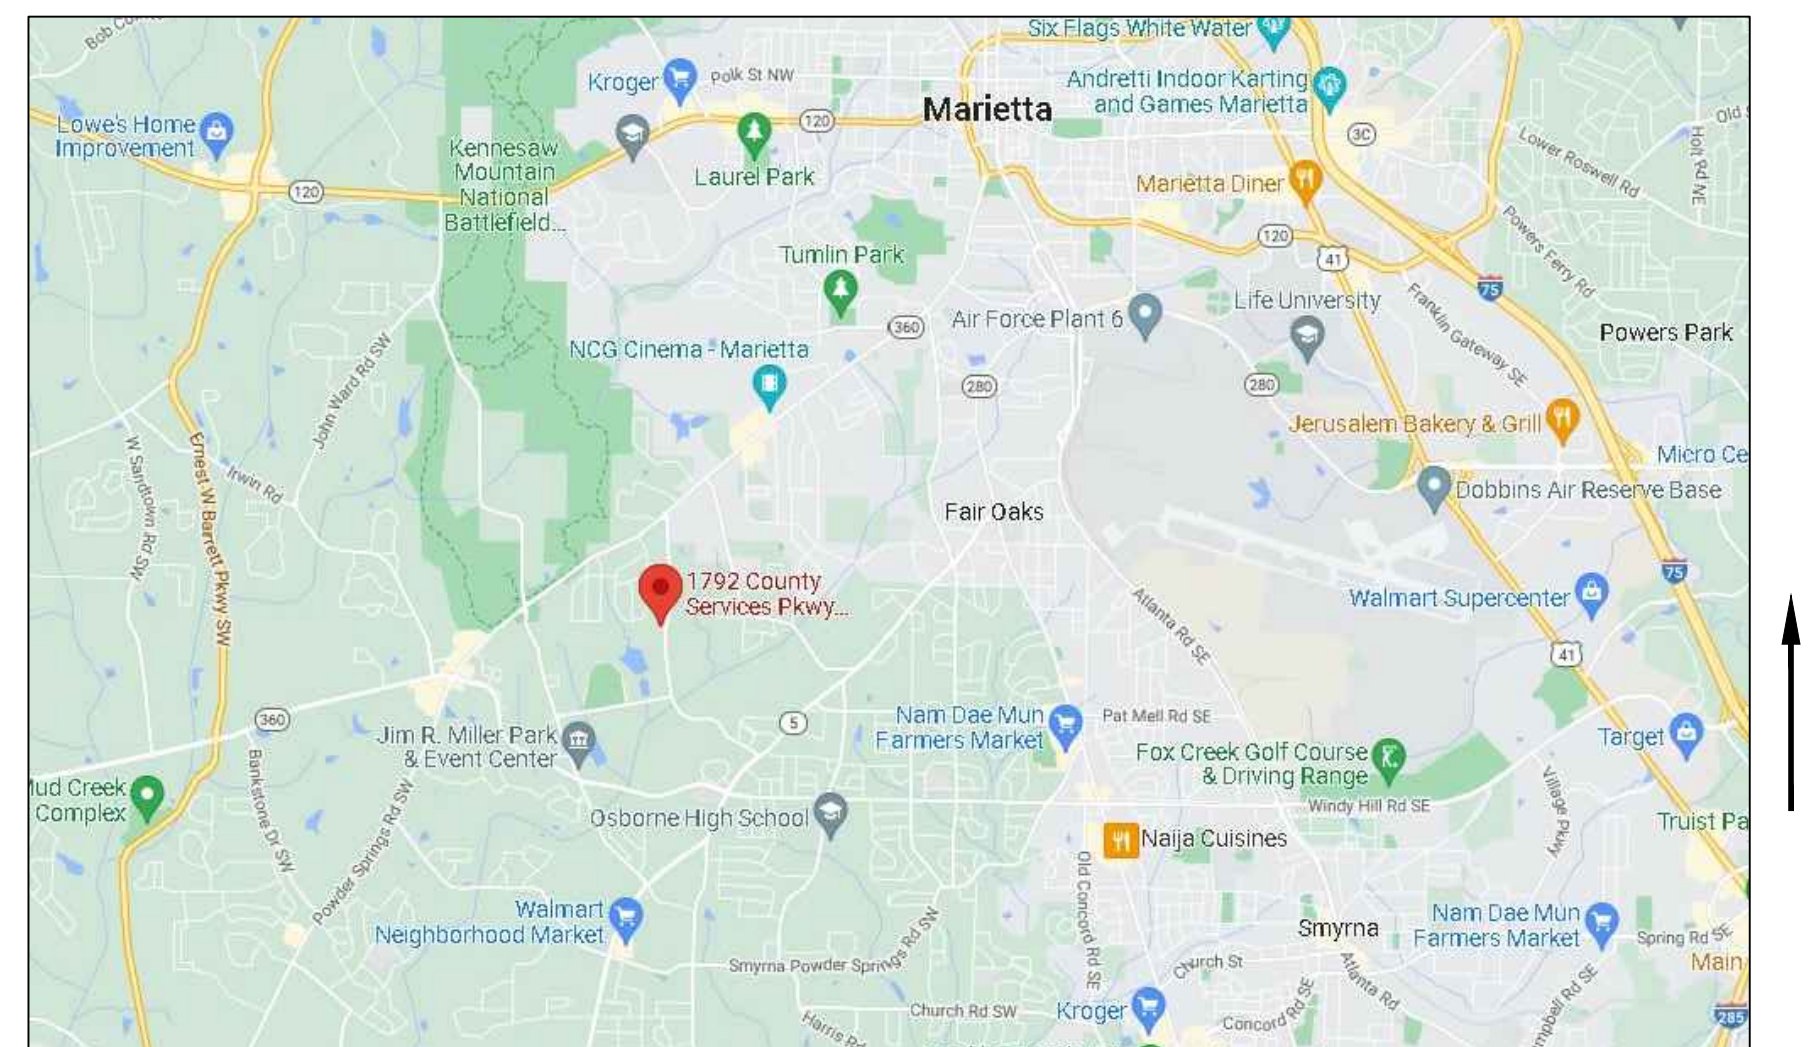 Six Flags White Water
Kroger
Polk St NW
Andretti Indoor Karting
and Games Marietta
Marietta
Lowe's Home
Improvement
120
3C
Old
Lower Roswell Rd
Holt Rd NE
Kennesaw
Mountain
National
Battlefield...
Laurel Park
Marietta Diner
120
Powers Ferry Rd
120
41
Tumlin Park
75
Life University
Air Force Plant 6
360
Franklin Gateway SE
Powers Park
NCG Cinema - Marietta
John Ward Rd SW
280
280
Jerusalem Bakery & Grill
Micro Ce
W Sandtown Rd SW
Ernest W Barrett Pkwy SW
Irwin Rd
Dobbins Air Reserve Base
Fair Oaks
75
1792 County
Services Pkwy...
Walmart Supercenter
Atlanta Rd SE
41
360
5
Nam Dae Mun
Farmers Market
Pat Mell Rd SE
Jim R. Miller Park
& Event Center
Target
Fox Creek Golf Course
& Driving Range
Bankstone Dr SW
Mud Creek
Complex
Powder Springs Rd SW
Windy Hill Rd SE
Village Pkwy
Osborne High School
Truist Pa
Naija Cuisines
Old Concord Rd SE
Walmart
Neighborhood Market
Smyrna
Nam Dae Mun
Farmers Market
Spring Rd SE
Main
Smyrna Powder Springs Rd SW
Church St
Atlanta Rd
Church Rd SW
Kroger
Concord Rd SE
mpbell Rd SE
285
Harris Rd